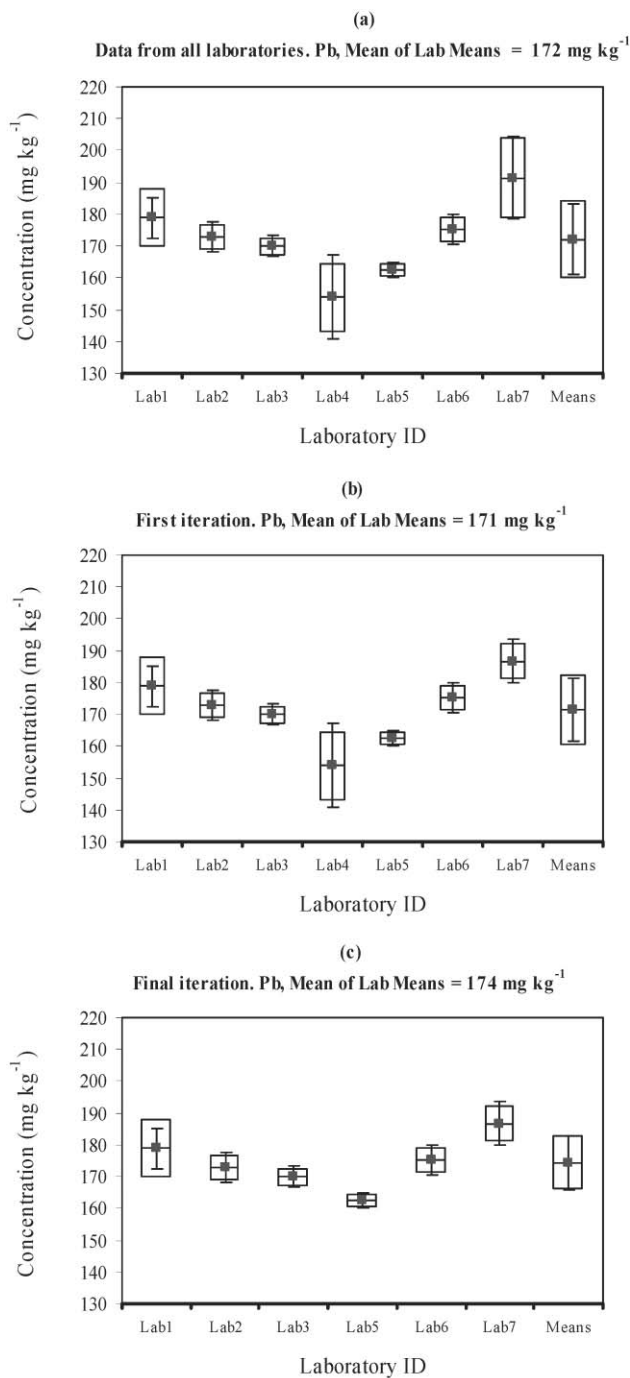 (a)
Data from all laboratories. Pb, Mean of Lab Means = 172 mg kg⁻¹
Concentration (mg kg⁻¹)
220
210
200
190
180
170
160
150
140
130
Lab1 Lab2 Lab3 Lab4 Lab5 Lab6 Lab7 Means
Laboratory ID
(b)
First iteration. Pb, Mean of Lab Means = 171 mg kg⁻¹
Concentration (mg kg⁻¹)
220
210
200
190
180
170
160
150
140
130
Lab1 Lab2 Lab3 Lab4 Lab5 Lab6 Lab7 Means
Laboratory ID
(c)
Final iteration. Pb, Mean of Lab Means = 174 mg kg⁻¹
Concentration (mg kg⁻¹)
220
210
200
190
180
170
160
150
140
130
Lab1 Lab2 Lab3 Lab5 Lab6 Lab7 Means
Laboratory ID